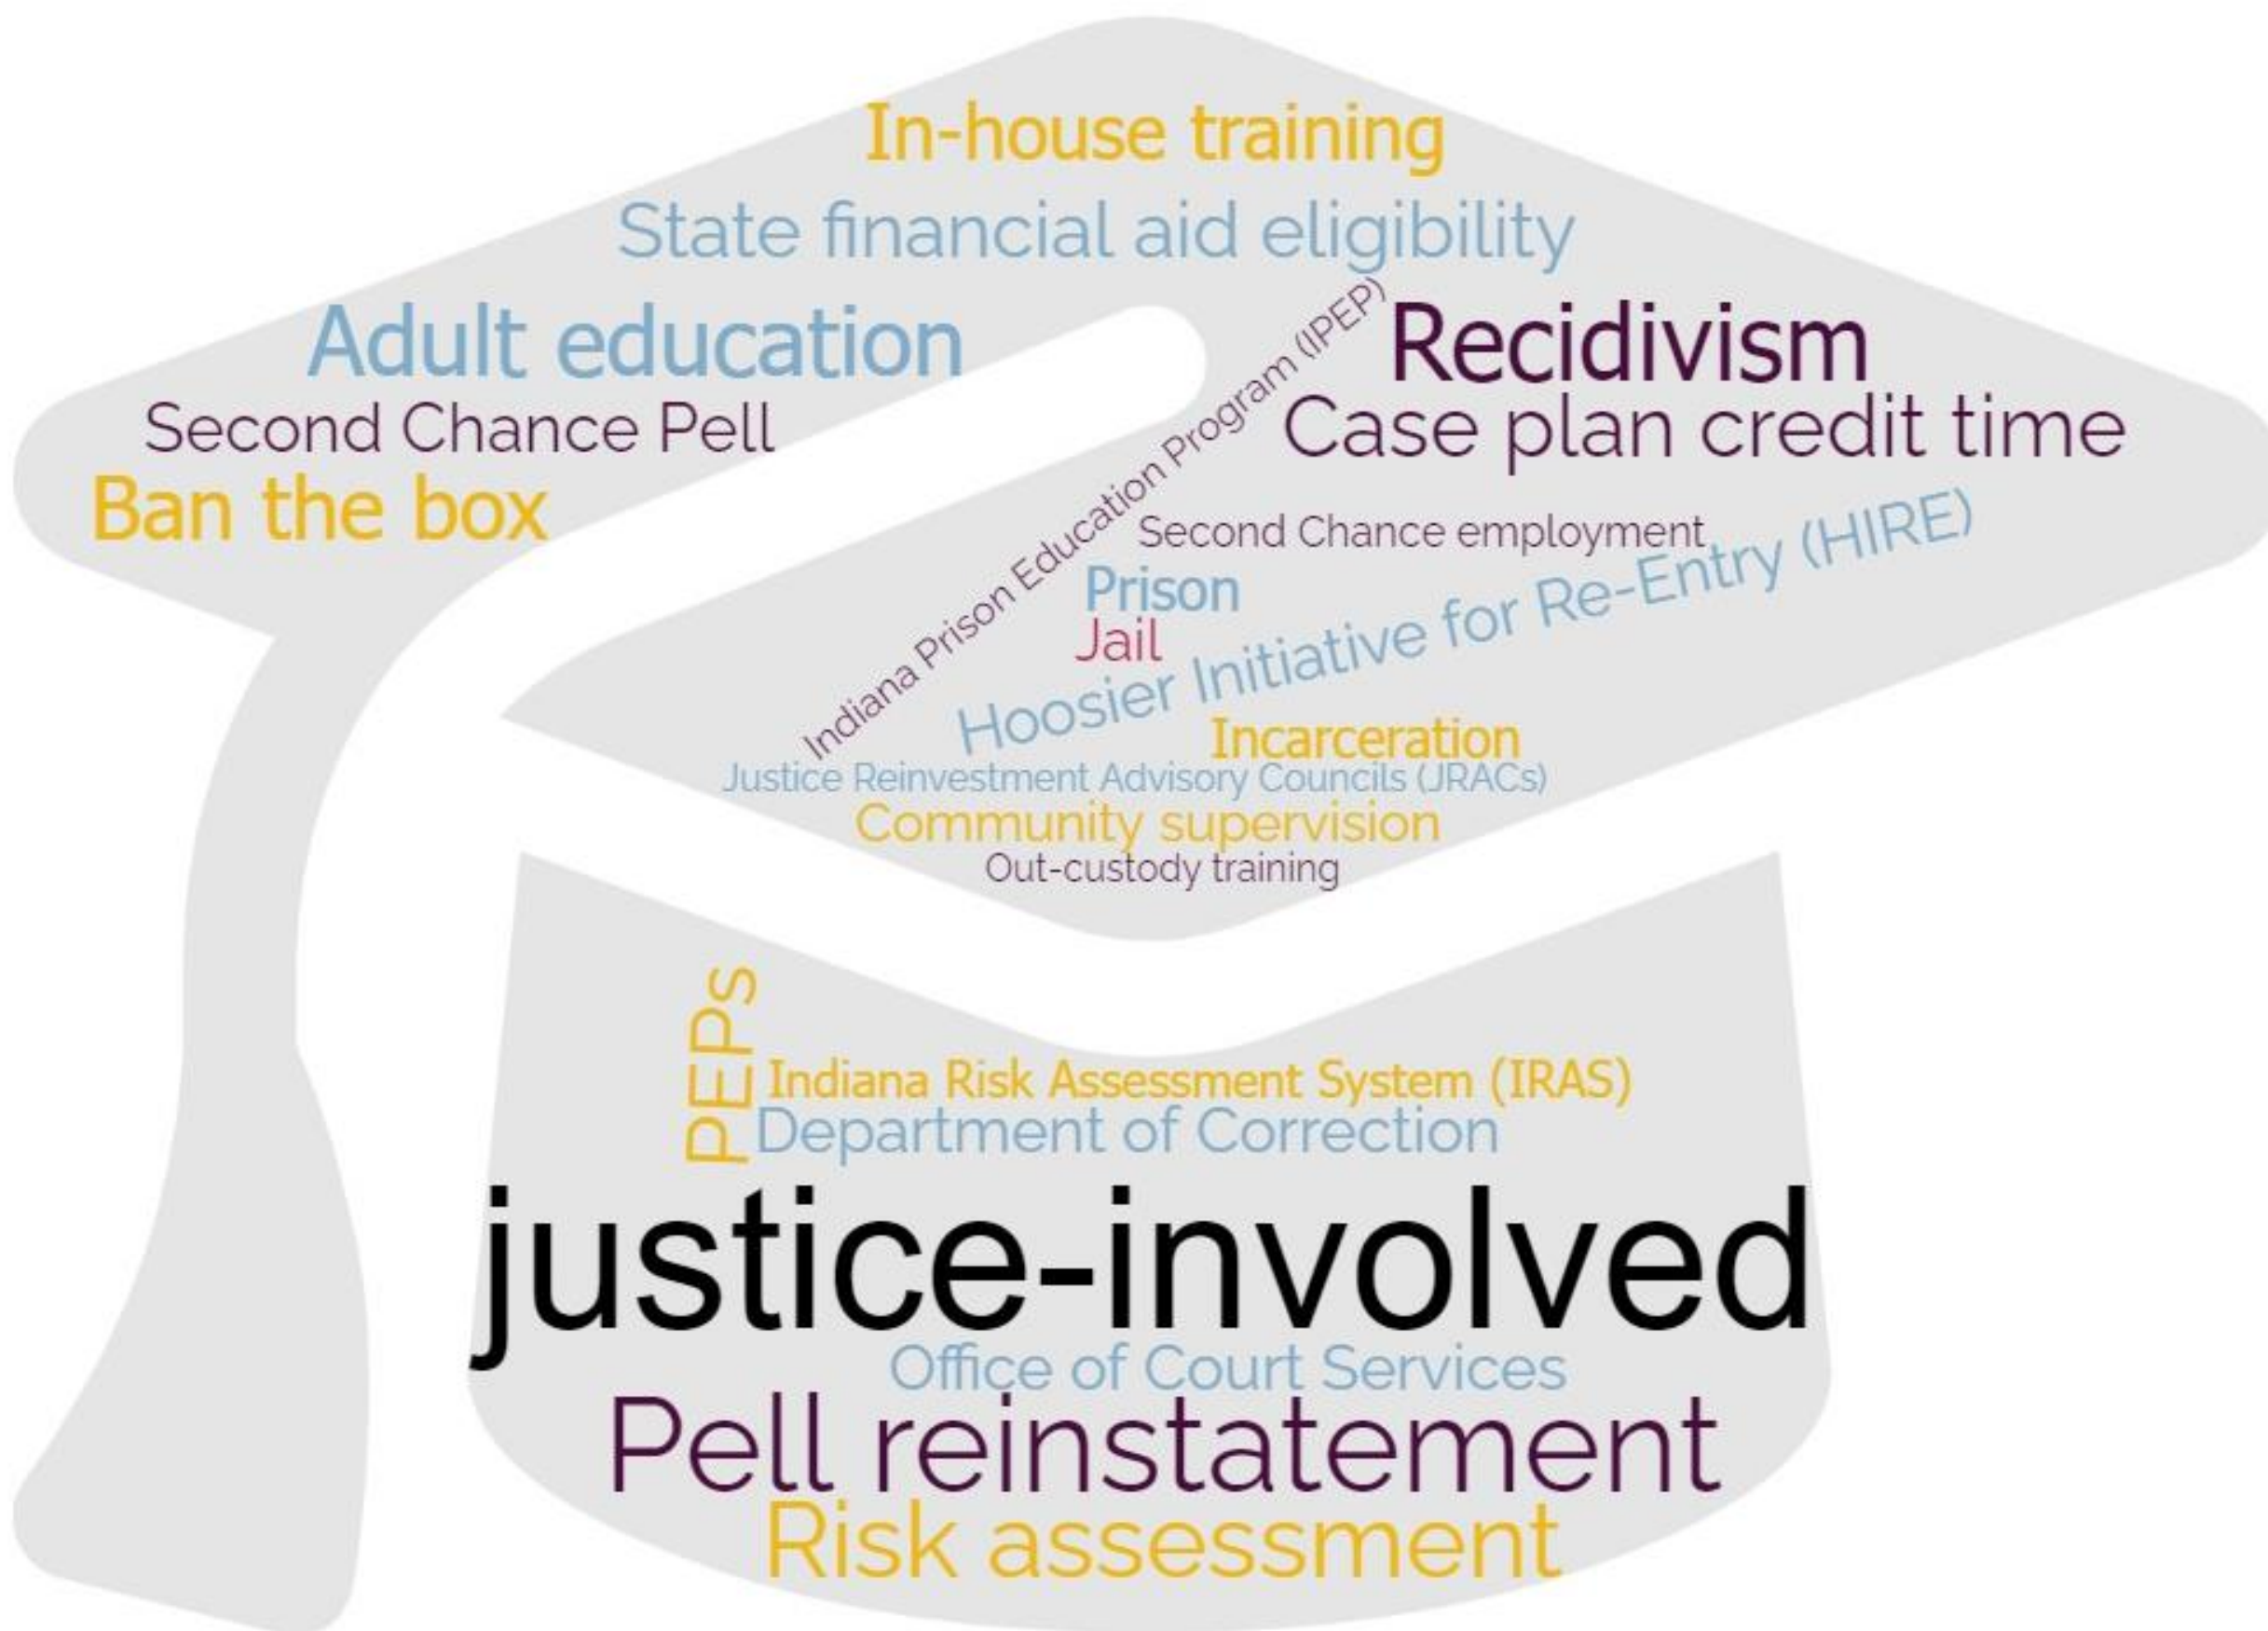 In-house training
State financial aid eligibility
Adult education
Recidivism
Second Chance Pell
Case plan credit time
Ban the box
Indiana Prison Education Program (IPEP)
Second Chance employment
Prison
Jail
Hoosier Initiative for Re-Entry (HIRE)
Incarceration
Justice Reinvestment Advisory Councils (JRACs)
Community supervision
Out-custody training
PEPs
Indiana Risk Assessment System (IRAS)
Department of Correction
justice-involved
Office of Court Services
Pell reinstatement
Risk assessment